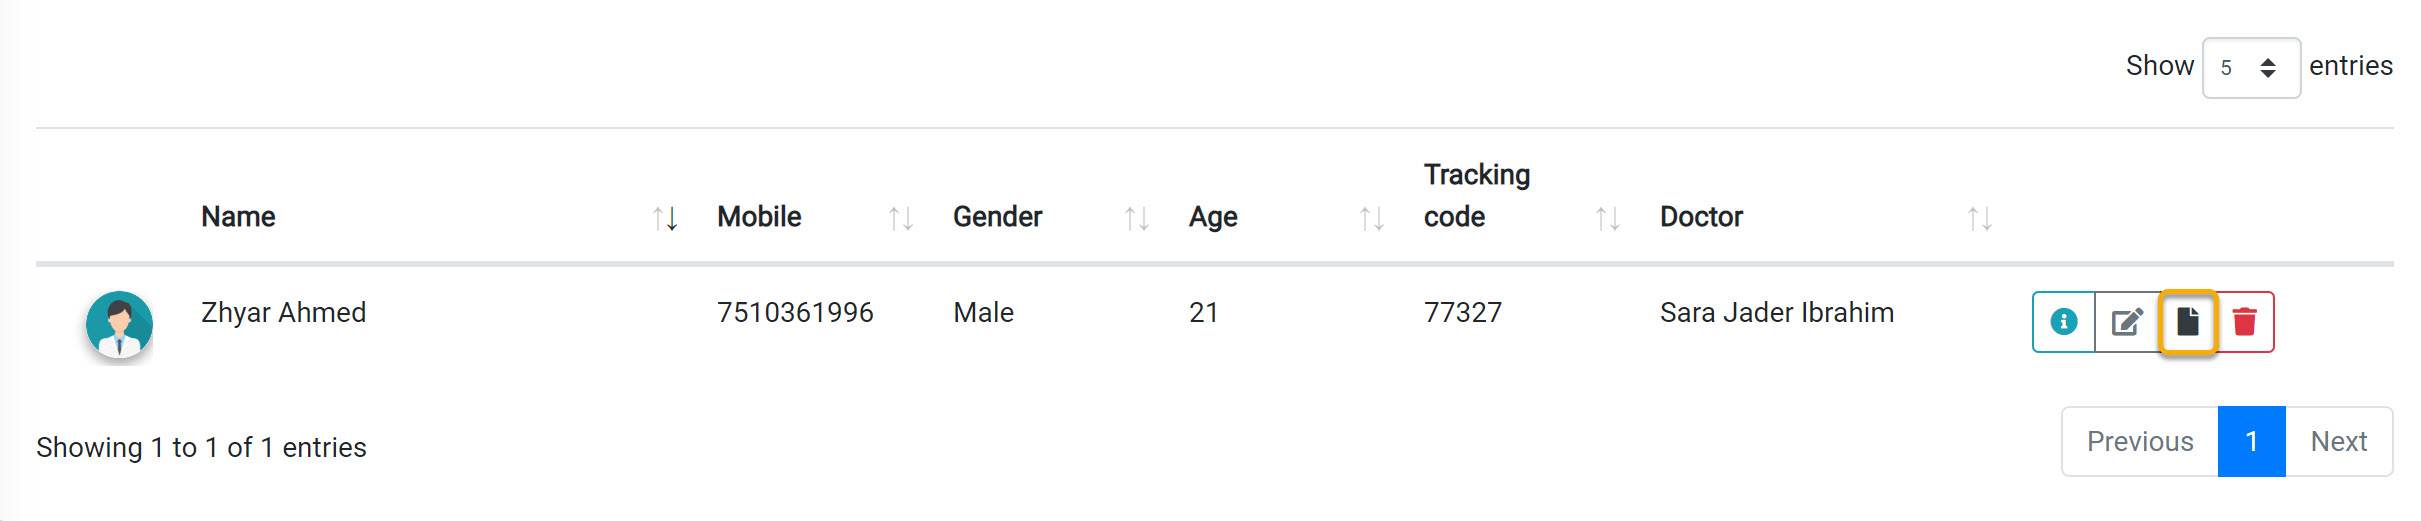 Show 5 entries
Name Mobile Gender Age Tracking code Doctor
Zhyar Ahmed 7510361996 Male 21 77327 Sara Jader Ibrahim
Showing 1 to 1 of 1 entries
Previous 1 Next